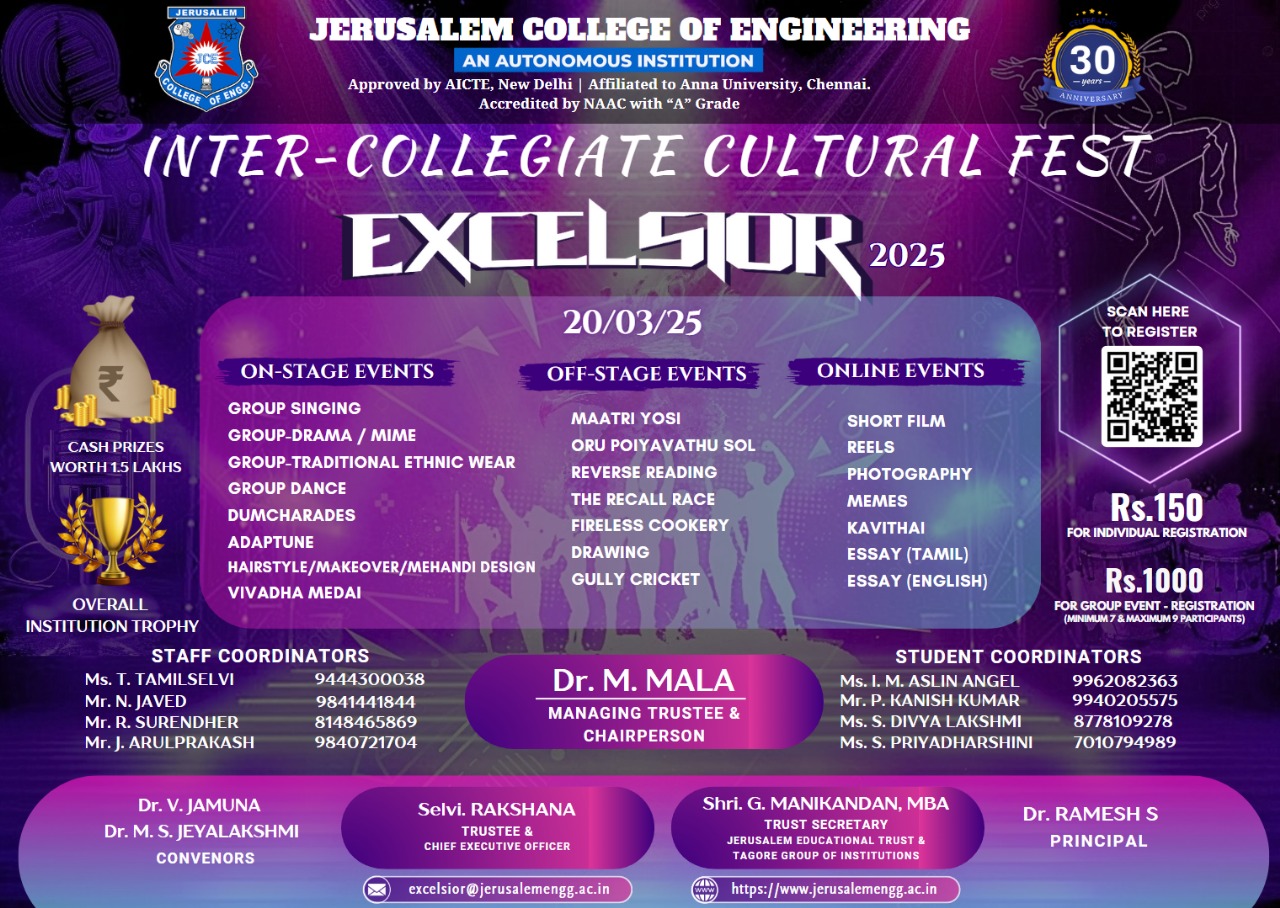 JERUSALEM
JCE
COLLEGE OF ENGG.
JERUSALEM COLLEGE OF ENGINEERING
AN AUTONOMOUS INSTITUTION
Approved by AICTE, New Delhi | Affiliated to Anna University, Chennai.
Accredited by NAAC with “A” Grade
CELEBRATING
30
years
ANNIVERSARY
INTER-COLLEGIATE CULTURAL FEST
EXCELSIOR 2025
20/03/25
ON-STAGE EVENTS
GROUP SINGING
GROUP-DRAMA / MIME
GROUP-TRADITIONAL ETHNIC WEAR
GROUP DANCE
DUMCHARADES
ADAPTUNE
HAIRSTYLE/MAKEOVER/MEHANDI DESIGN
VIVADHA MEDAI
OFF-STAGE EVENTS
MAATRI YOSI
ORU POIYAVATHU SOL
REVERSE READING
THE RECALL RACE
FIRELESS COOKERY
DRAWING
GULLY CRICKET
ONLINE EVENTS
SHORT FILM
REELS
PHOTOGRAPHY
MEMES
KAVITHAI
ESSAY (TAMIL)
ESSAY (ENGLISH)
₹
CASH PRIZES
WORTH 1.5 LAKHS
OVERALL
INSTITUTION TROPHY
SCAN HERE
TO REGISTER
Rs.150
FOR INDIVIDUAL REGISTRATION
Rs.1000
FOR GROUP EVENT - REGISTRATION
(MINIMUM 7 & MAXIMUM 9 PARTICIPANTS)
STAFF COORDINATORS
Ms. T. TAMILSELVI 9444300038
Mr. N. JAVED 9841441844
Mr. R. SURENDHER 8148465869
Mr. J. ARULPRAKASH 9840721704
Dr. M. MALA
MANAGING TRUSTEE &
CHAIRPERSON
STUDENT COORDINATORS
Ms. I. M. ASLIN ANGEL 9962082363
Mr. P. KANISH KUMAR 9940205575
Ms. S. DIVYA LAKSHMI 8778109278
Ms. S. PRIYADHARSHINI 7010794989
Dr. V. JAMUNA
Dr. M. S. JEYALAKSHMI
CONVENORS
Selvi. RAKSHANA
TRUSTEE &
CHIEF EXECUTIVE OFFICER
Shri. G. MANIKANDAN, MBA
TRUST SECRETARY
JERUSALEM EDUCATIONAL TRUST &
TAGORE GROUP OF INSTITUTIONS
Dr. RAMESH S
PRINCIPAL
excelsior@jerusalemengg.ac.in
www
https://www.jerusalemengg.ac.in